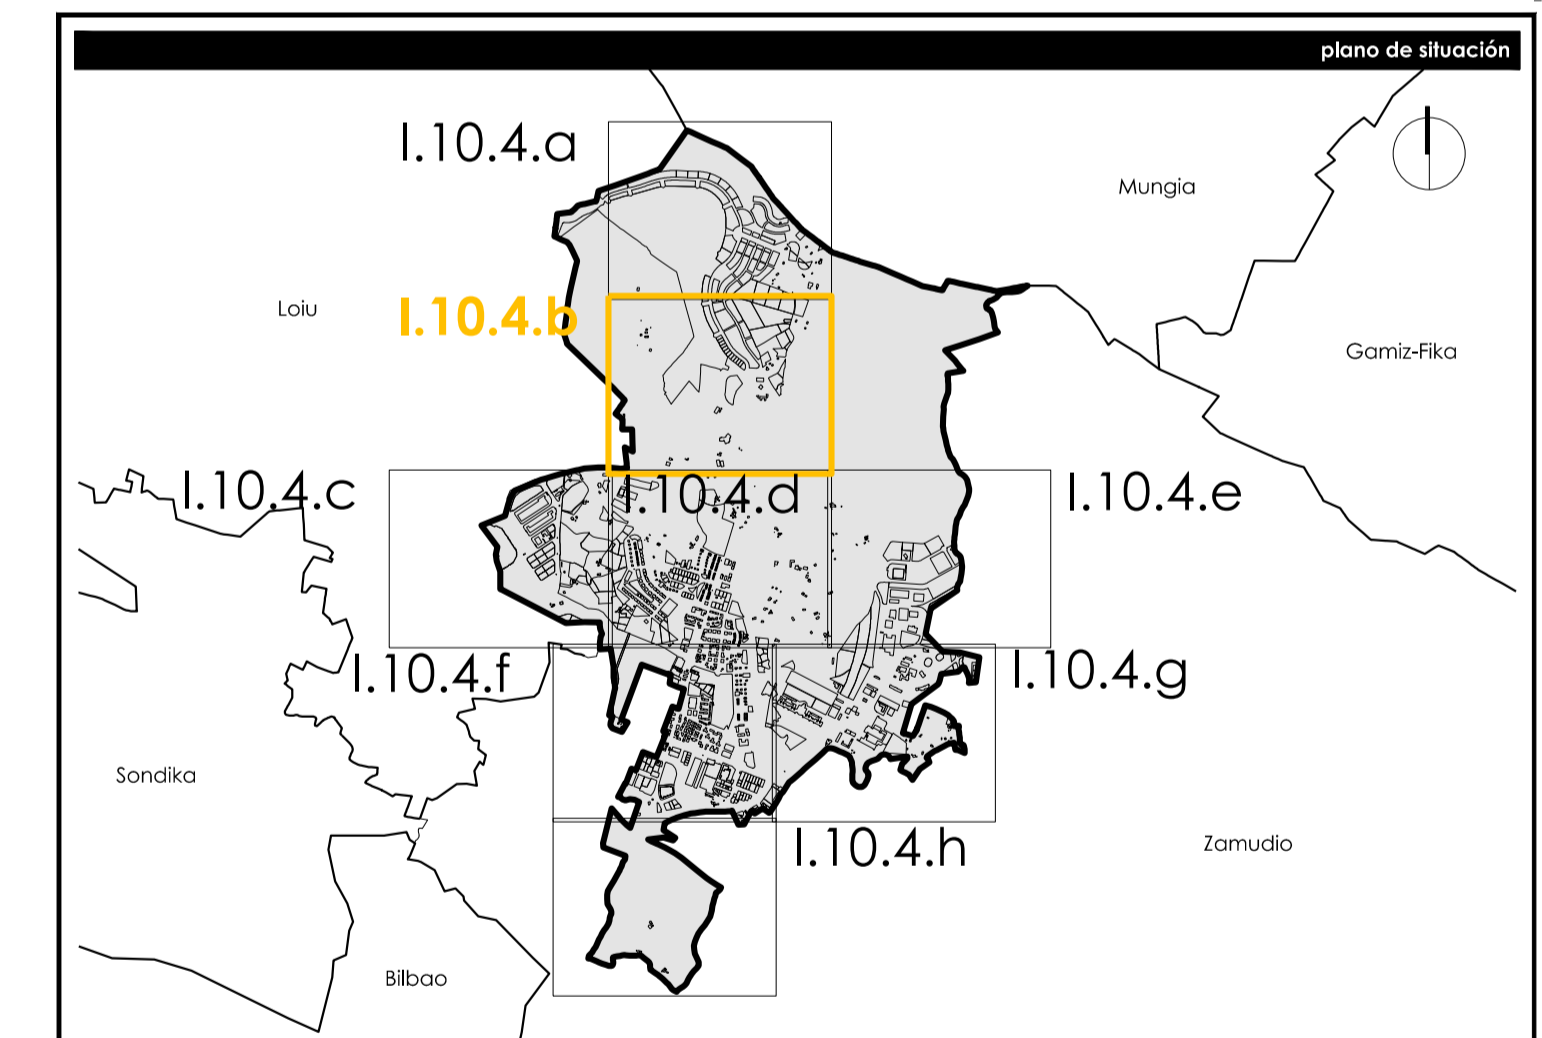 plano de situación
I.10.4.a
Mungia
Loiu
I.10.4.b
Gamiz-Fika
I.10.4.c
I.10.4.d
I.10.4.e
I.10.4.f
I.10.4.g
Sondika
I.10.4.h
Zamudio
Bilbao